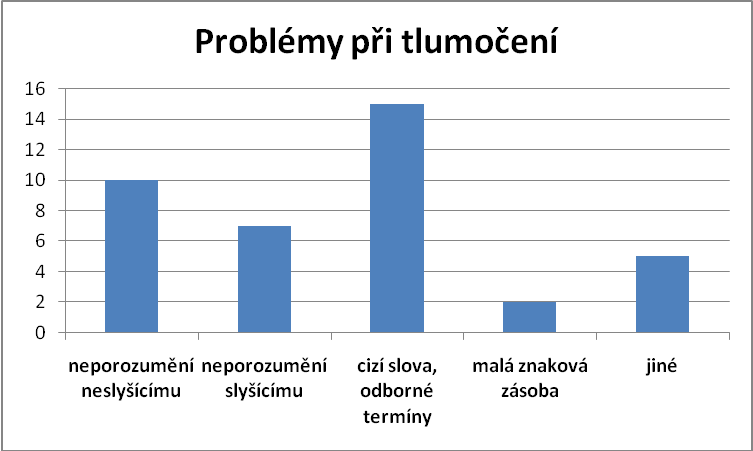 Problémy při tlumočení
16
14
12
10
8
6
4
2
0
neporozumění neslyšícímu
neporozumění slyšícímu
cizí slova, odborné termíny
malá znaková zásoba
jiné